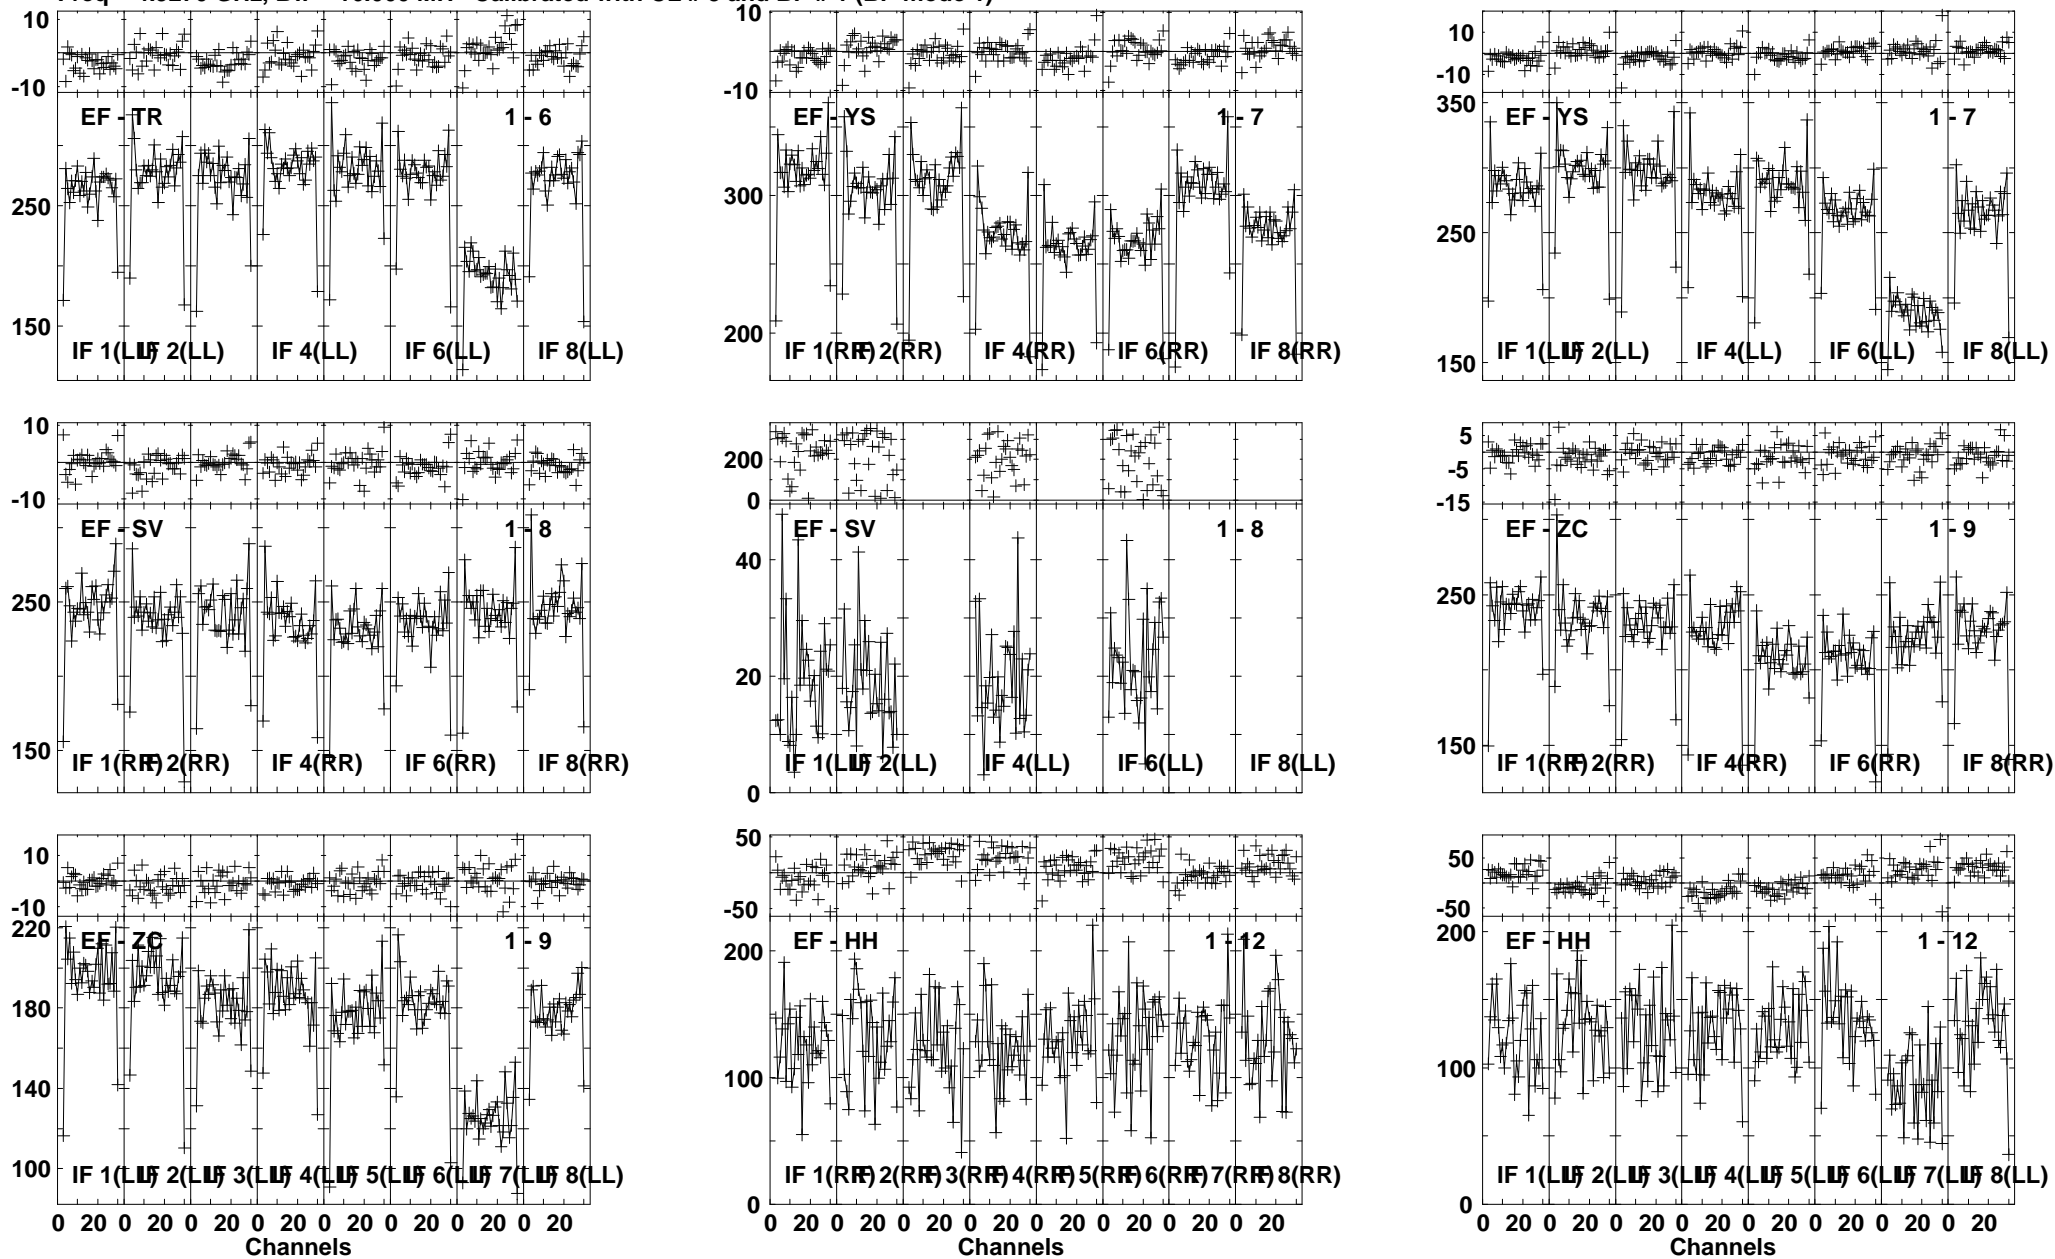 10
-10
EF - TR
1 - 6
250
150
IF 1(LL)
IF 2(LL)
IF 4(LL)
IF 6(LL)
IF 8(LL)
10
0
-10
EF - YS
1 - 7
300
200
IF 1(RR)
IF 2(RR)
IF 4(RR)
IF 6(RR)
IF 8(RR)
10
-10
350
EF - YS
1 - 7
250
150
IF 1(LL)
IF 2(LL)
IF 4(LL)
IF 6(LL)
IF 8(LL)
10
-10
EF - SV
1 - 8
250
150
IF 1(RR)
IF 2(RR)
IF 4(RR)
IF 6(RR)
IF 8(RR)
200
0
EF - SV
1 - 8
40
20
0
IF 1(LL)
IF 2(LL)
IF 4(LL)
IF 6(LL)
IF 8(LL)
5
-5
-15
EF - ZC
1 - 9
250
150
IF 1(RR)
IF 2(RR)
IF 4(RR)
IF 6(RR)
IF 8(RR)
10
-10
220
EF - ZC
1 - 9
180
140
100
IF 1(LL)
IF 2(LL)
IF 3(LL)
IF 4(LL)
IF 5(LL)
IF 6(LL)
IF 7(LL)
IF 8(LL)
0 20 0 20 0 20 0 20 0 20 0 20 0 20 0 20
Channels
50
-50
EF - HH
1 - 12
200
100
0
IF 1(RR)
IF 2(RR)
IF 3(RR)
IF 4(RR)
IF 5(RR)
IF 6(RR)
IF 7(RR)
IF 8(RR)
0 20 0 20 0 20 0 20 0 20 0 20 0 20 0 20
Channels
50
-50
200
EF - HH
1 - 12
100
0
IF 1(LL)
IF 2(LL)
IF 3(LL)
IF 4(LL)
IF 5(LL)
IF 6(LL)
IF 7(LL)
IF 8(LL)
0 20 0 20 0 20 0 20 0 20 0 20 0 20 0 20
Channels